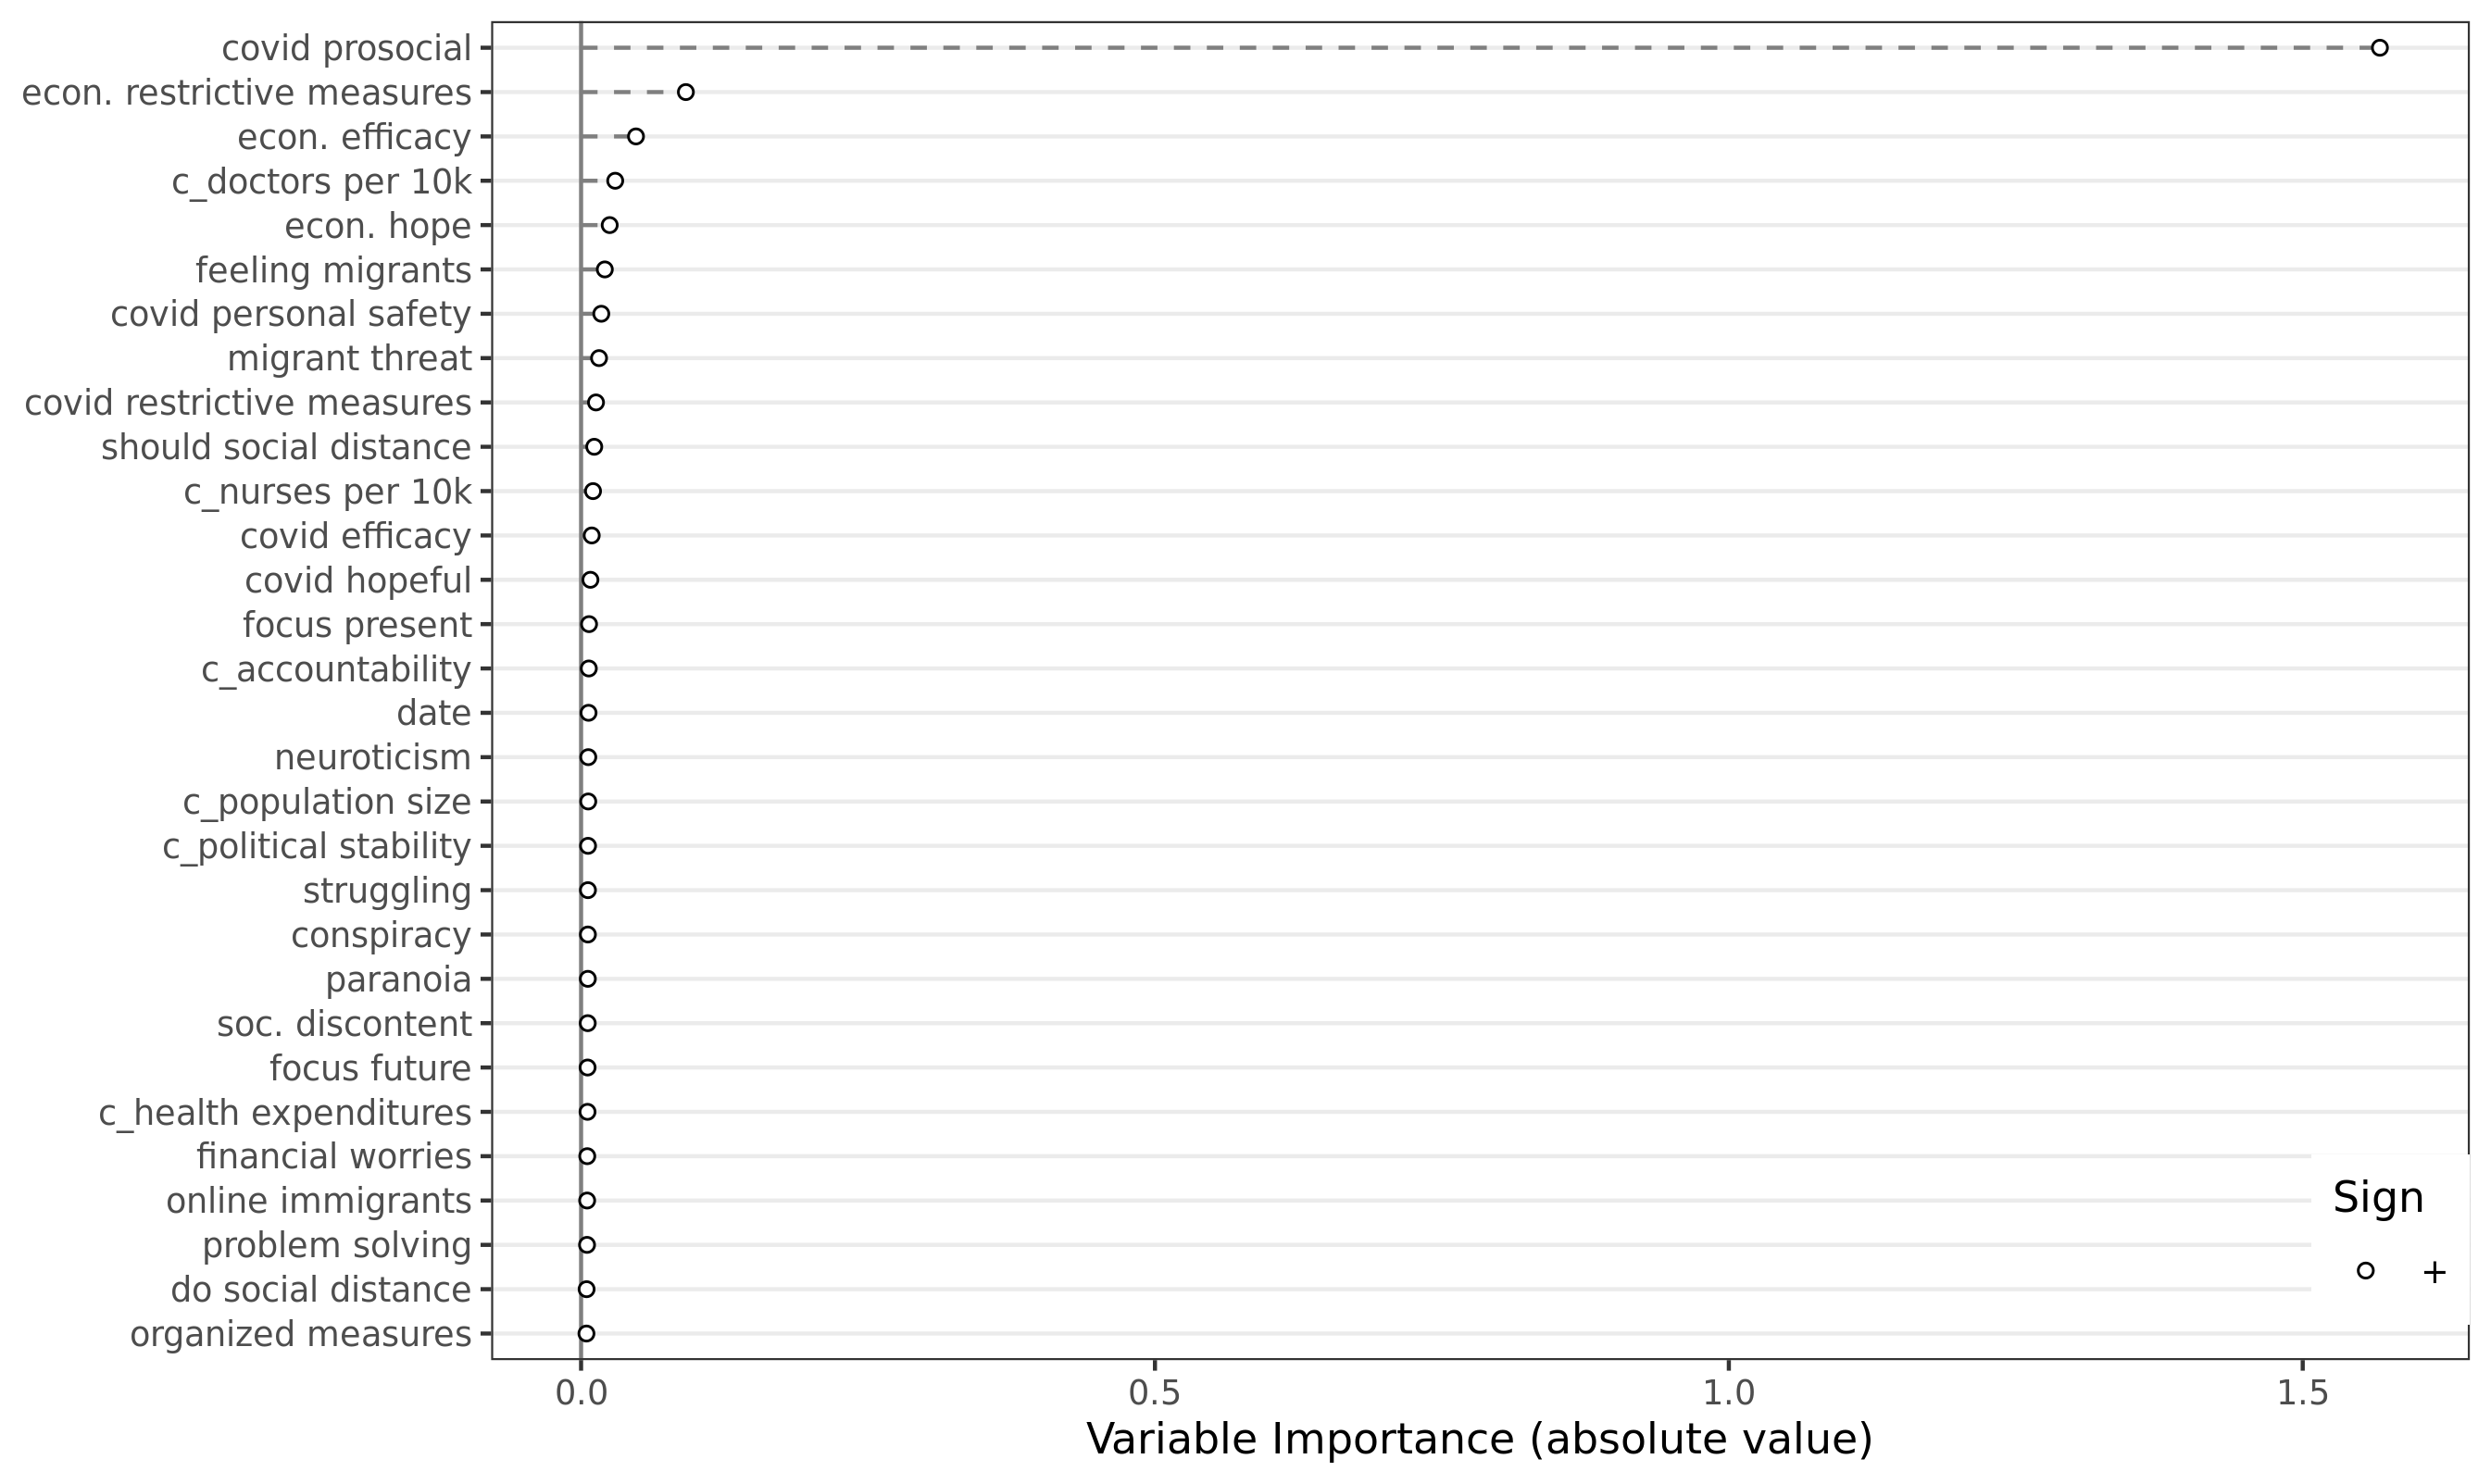 covid prosocial
econ. restrictive measures
econ. efficacy
c_doctors per 10k
econ. hope
feeling migrants
covid personal safety
migrant threat
covid restrictive measures
should social distance
c_nurses per 10k
covid efficacy
covid hopeful
focus present
c_accountability
date
neuroticism
c_population size
c_political stability
struggling
conspiracy
paranoia
soc. discontent
focus future
c_health expenditures
financial worries
online immigrants
problem solving
do social distance
organized measures
Sign
+
0.0 0.5 1.0 1.5
Variable Importance (absolute value)